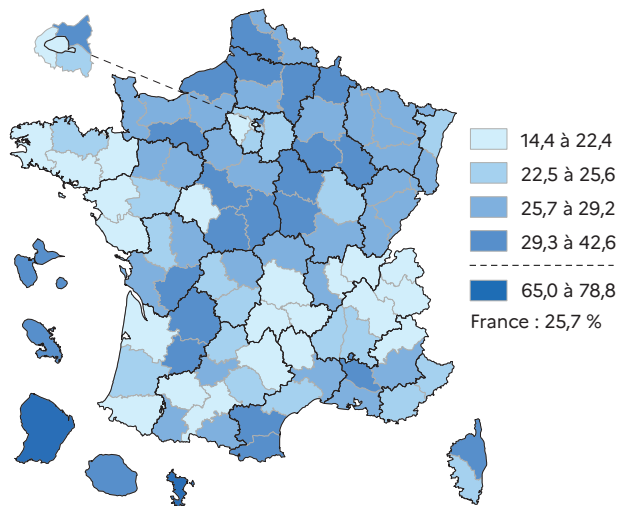 14,4 à 22,4
22,5 à 25,6
25,7 à 29,2
29,3 à 42,6
65,0 à 78,8
France : 25,7 %